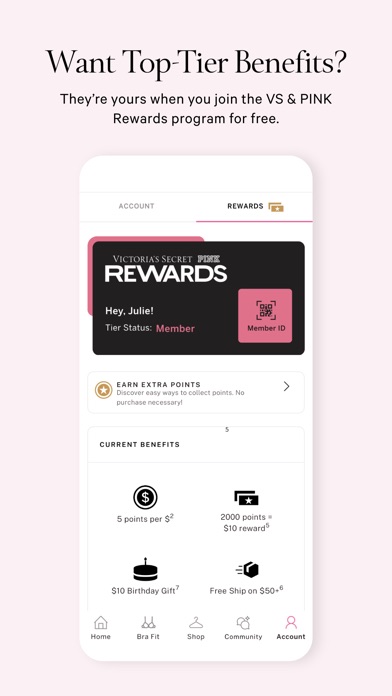 Want Top-Tier Benefits?
They're yours when you join the VS & PINK
Rewards program for free.
ACCOUNT
REWARDS
VICTORIA'S SECRET PINK
REWARDS
Hey, Julie!
Tier Status: Member
Member ID
EARN EXTRA POINTS
Discover easy ways to collect points. No
purchase necessary!
5
CURRENT BENEFITS
5 points per $2
2000 points =
$10 reward5
$10 Birthday Gift7
Free Ship on $50+6
Home
Bra Fit
Shop
Community
Account